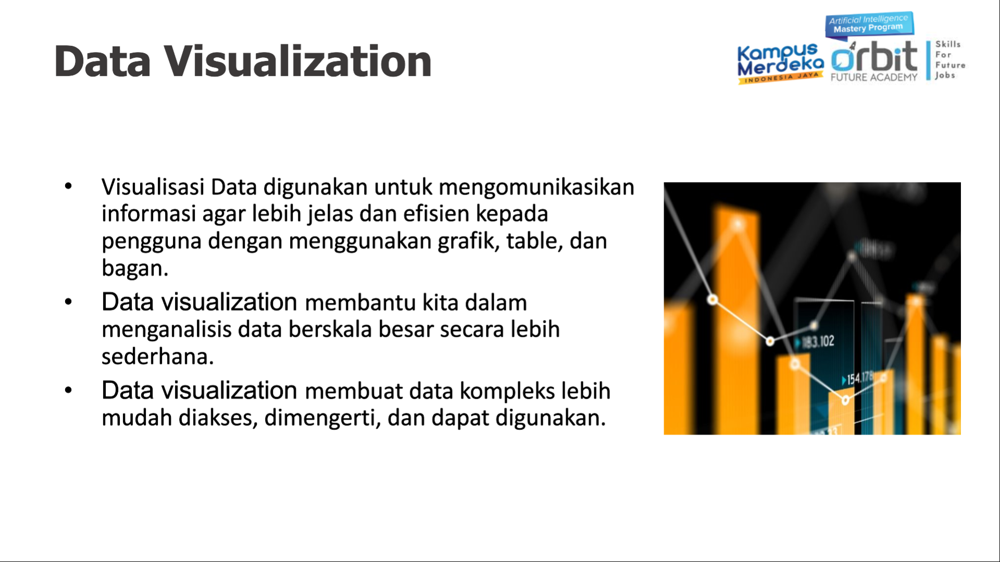 Data Visualization
Artificial Intelligence
Mastery Program
Kampus
Merdeka
INDONESIA JAYA
orbit
FUTURE ACADEMY
Skills
For
Future
Jobs
• Visualisasi Data digunakan untuk mengomunikasikan
informasi agar lebih jelas dan efisien kepada
pengguna dengan menggunakan grafik, table, dan
bagan.
• Data visualization membantu kita dalam
menganalisis data berskala besar secara lebih
sederhana.
• Data visualization membuat data kompleks lebih
mudah diakses, dimengerti, dan dapat digunakan.
183.102
154.178